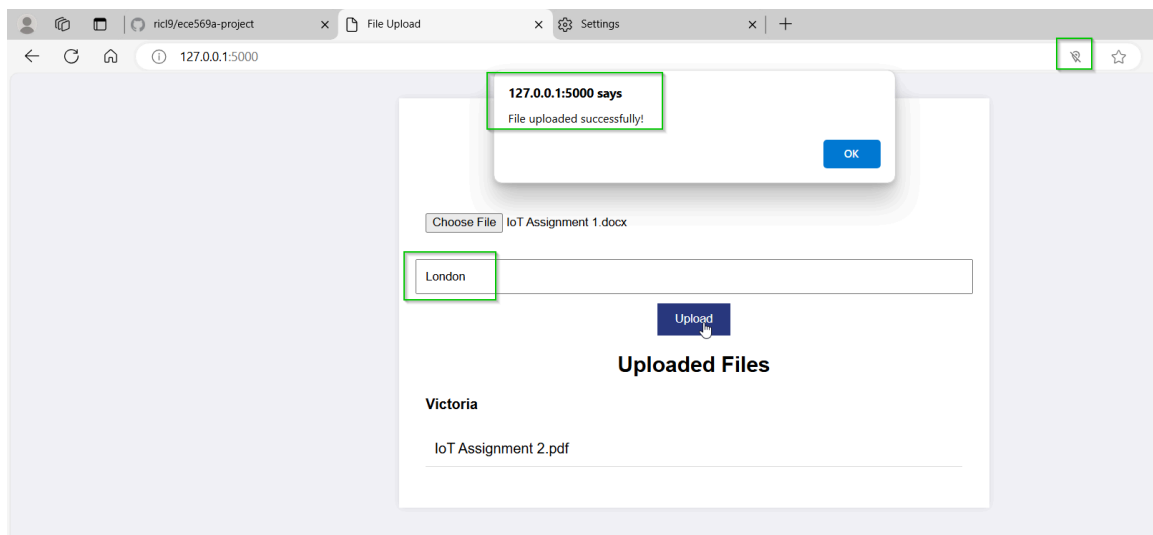 ricl9/ece569a-project
File Upload
Settings
127.0.0.1:5000
127.0.0.1:5000 says
File uploaded successfully!
OK
Choose File IoT Assignment 1.docx
London
Upload
Uploaded Files
Victoria
IoT Assignment 2.pdf